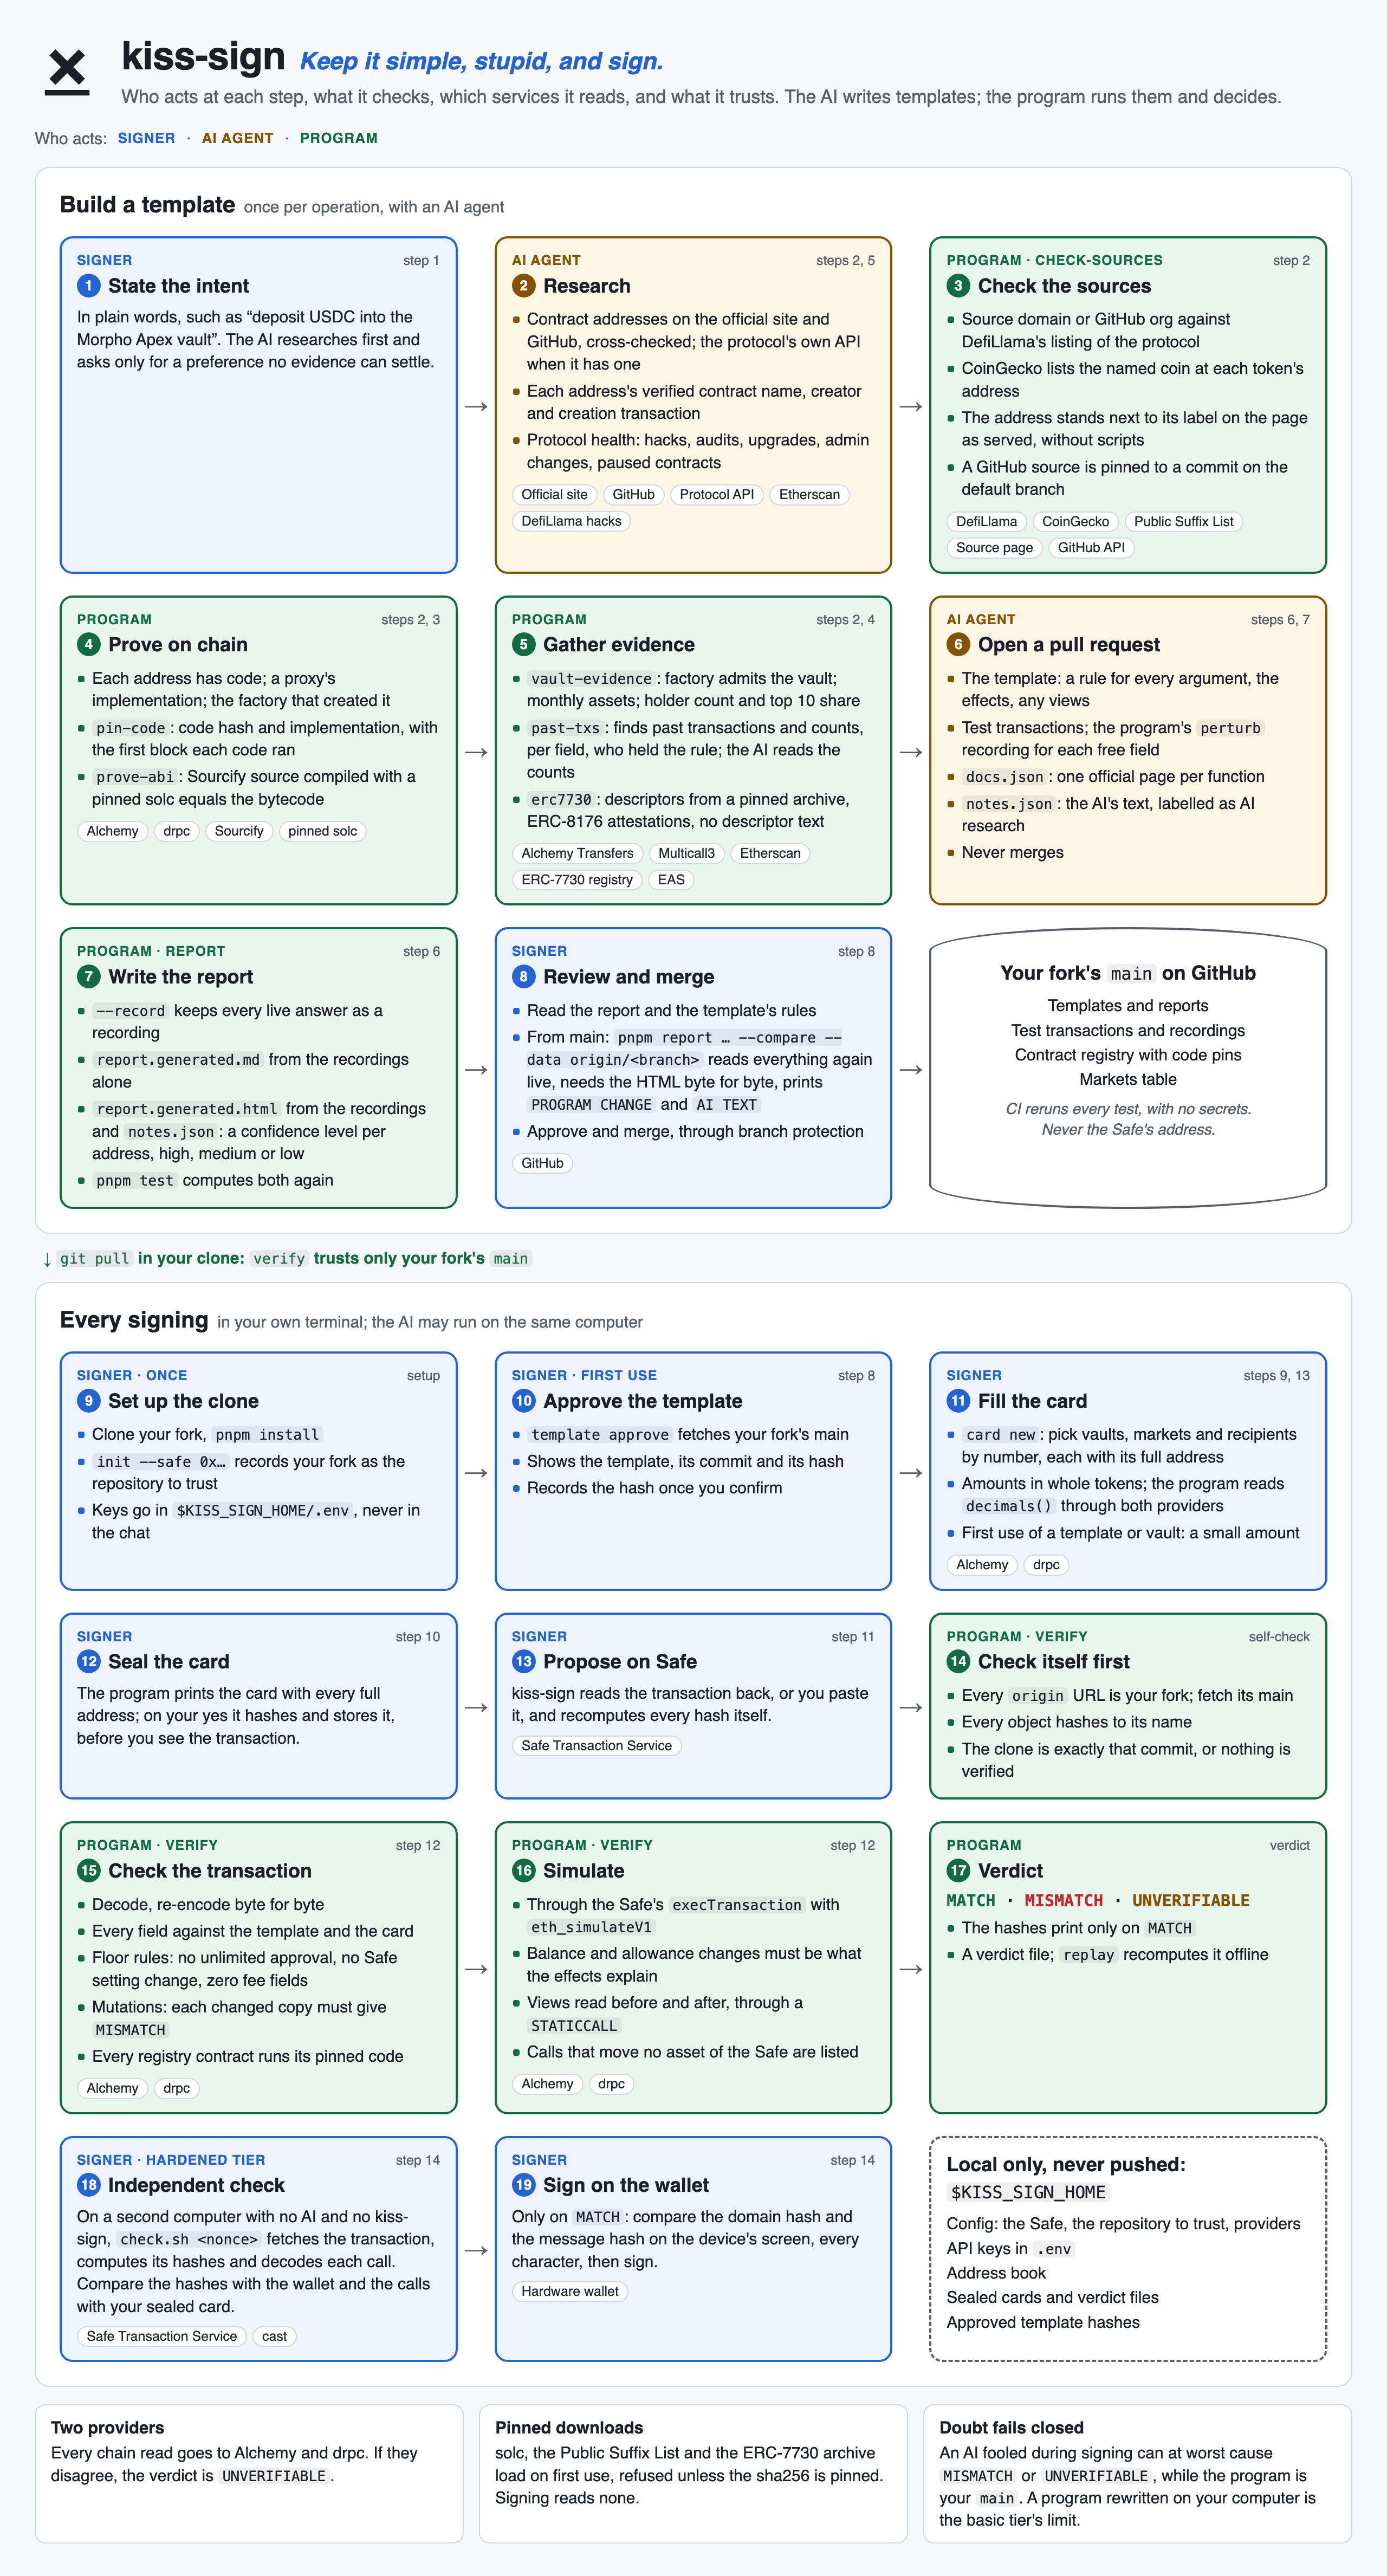 kiss-sign Keep it simple, stupid, and sign.
Who acts at each step, what it checks, which services it reads, and what it trusts. The AI writes templates; the program runs them and decides.
Who acts: SIGNER · AI AGENT · PROGRAM
Build a template once per operation, with an AI agent
SIGNER step 1
1 State the intent
In plain words, such as “deposit USDC into the
Morpho Apex vault”. The AI researches first and
asks only for a preference no evidence can settle.
→
AI AGENT steps 2, 5
2 Research
Contract addresses on the official site and
GitHub, cross-checked; the protocol's own API
when it has one
Each address's verified contract name, creator
and creation transaction
Protocol health: hacks, audits, upgrades, admin
changes, paused contracts
Official site GitHub Protocol API Etherscan
DefiLlama hacks
→
PROGRAM · CHECK-SOURCES step 2
3 Check the sources
Source domain or GitHub org against
DefiLlama's listing of the protocol
CoinGecko lists the named coin at each token's
address
The address stands next to its label on the page
as served, without scripts
A GitHub source is pinned to a commit on the
default branch
DefiLlama CoinGecko Public Suffix List
Source page GitHub API
PROGRAM steps 2, 3
4 Prove on chain
Each address has code; a proxy's
implementation; the factory that created it
pin-code: code hash and implementation, with
the first block each code ran
prove-abi: Sourcify source compiled with a
pinned solc equals the bytecode
Alchemy drpc Sourcify pinned solc
→
PROGRAM steps 2, 4
5 Gather evidence
vault-evidence: factory admits the vault;
monthly assets; holder count and top 10 share
past-txs: finds past transactions and counts,
per field, who held the rule; the AI reads the
counts
erc7730: descriptors from a pinned archive,
ERC-8176 attestations, no descriptor text
Alchemy Transfers Multicall3 Etherscan
ERC-7730 registry EAS
→
AI AGENT steps 6, 7
6 Open a pull request
The template: a rule for every argument, the
effects, any views
Test transactions; the program's perturb
recording for each free field
docs.json: one official page per function
notes.json: the AI's text, labelled as AI
research
Never merges
PROGRAM · REPORT step 6
7 Write the report
--record keeps every live answer as a
recording
report.generated.md from the recordings
alone
report.generated.html from the recordings
and notes.json: a confidence level per
address, high, medium or low
pnpm test computes both again
→
SIGNER step 8
8 Review and merge
Read the report and the template's rules
From main: pnpm report … --compare --
data origin/<branch> reads everything again
live, needs the HTML byte for byte, prints
PROGRAM CHANGE and AI TEXT
Approve and merge, through branch protection
GitHub
→
Your fork's main on GitHub
Templates and reports
Test transactions and recordings
Contract registry with code pins
Markets table
CI reruns every test, with no secrets.
Never the Safe's address.
↓ git pull in your clone: verify trusts only your fork's main
Every signing in your own terminal; the AI may run on the same computer
SIGNER · ONCE setup
9 Set up the clone
Clone your fork, pnpm install
init --safe 0x… records your fork as the
repository to trust
Keys go in $KISS_SIGN_HOME/.env, never in
the chat
→
SIGNER · FIRST USE step 8
10 Approve the template
template approve fetches your fork's main
Shows the template, its commit and its hash
Records the hash once you confirm
→
SIGNER steps 9, 13
11 Fill the card
card new: pick vaults, markets and recipients
by number, each with its full address
Amounts in whole tokens; the program reads
decimals() through both providers
First use of a template or vault: a small amount
Alchemy drpc
SIGNER step 10
12 Seal the card
The program prints the card with every full
address; on your yes it hashes and stores it,
before you see the transaction.
→
SIGNER step 11
13 Propose on Safe
kiss-sign reads the transaction back, or you paste
it, and recomputes every hash itself.
Safe Transaction Service
→
PROGRAM · VERIFY self-check
14 Check itself first
Every origin URL is your fork; fetch its main
Every object hashes to its name
The clone is exactly that commit, or nothing is
verified
PROGRAM · VERIFY step 12
15 Check the transaction
Decode, re-encode byte for byte
Every field against the template and the card
Floor rules: no unlimited approval, no Safe
setting change, zero fee fields
Mutations: each changed copy must give
MISMATCH
Every registry contract runs its pinned code
Alchemy drpc
→
PROGRAM · VERIFY step 12
16 Simulate
Through the Safe's execTransaction with
eth_simulateV1
Balance and allowance changes must be what
the effects explain
Views read before and after, through a
STATICCALL
Calls that move no asset of the Safe are listed
Alchemy drpc
→
PROGRAM verdict
17 Verdict
MATCH · MISMATCH · UNVERIFIABLE
The hashes print only on MATCH
A verdict file; replay recomputes it offline
SIGNER · HARDENED TIER step 14
18 Independent check
On a second computer with no AI and no kiss-
sign, check.sh <nonce> fetches the transaction,
computes its hashes and decodes each call.
Compare the hashes with the wallet and the calls
with your sealed card.
Safe Transaction Service cast
→
SIGNER step 14
19 Sign on the wallet
Only on MATCH: compare the domain hash and
the message hash on the device's screen, every
character, then sign.
Hardware wallet
Local only, never pushed:
$KISS_SIGN_HOME
Config: the Safe, the repository to trust, providers
API keys in .env
Address book
Sealed cards and verdict files
Approved template hashes
Two providers
Every chain read goes to Alchemy and drpc. If they
disagree, the verdict is UNVERIFIABLE.
Pinned downloads
solc, the Public Suffix List and the ERC-7730 archive
load on first use, refused unless the sha256 is pinned.
Signing reads none.
Doubt fails closed
An AI fooled during signing can at worst cause
MISMATCH or UNVERIFIABLE, while the program is
your main. A program rewritten on your computer is
the basic tier's limit.